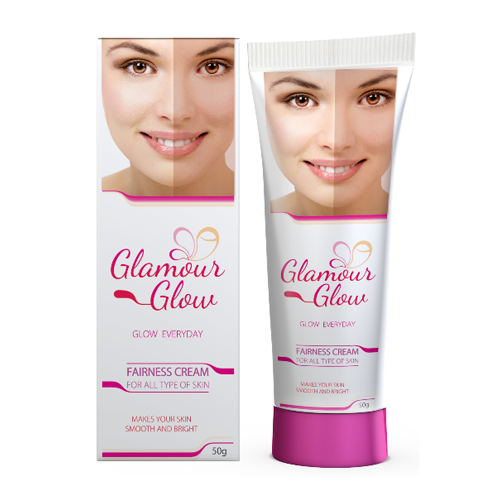 Glamour
Glow
GLOW EVERYDAY
FAIRNESS CREAM
FOR ALL TYPE OF SKIN
MAKES YOUR SKIN
SMOOTH AND BRIGHT
50g
Glamour
Glow
GLOW EVERYDAY
FAIRNESS CREAM
FOR ALL TYPE OF SKIN
MAKES YOUR SKIN
SMOOTH AND BRIGHT
50g